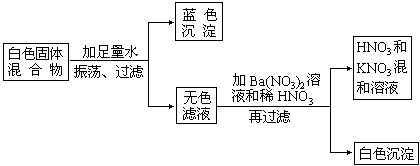 白色固体
混合物
加足量水
振荡、过滤
蓝色
沉淀
无色
滤液
加Ba(NO₃)₂溶
液和稀HNO₃
再过滤
HNO₃和
KNO₃混
和溶液
白色沉淀